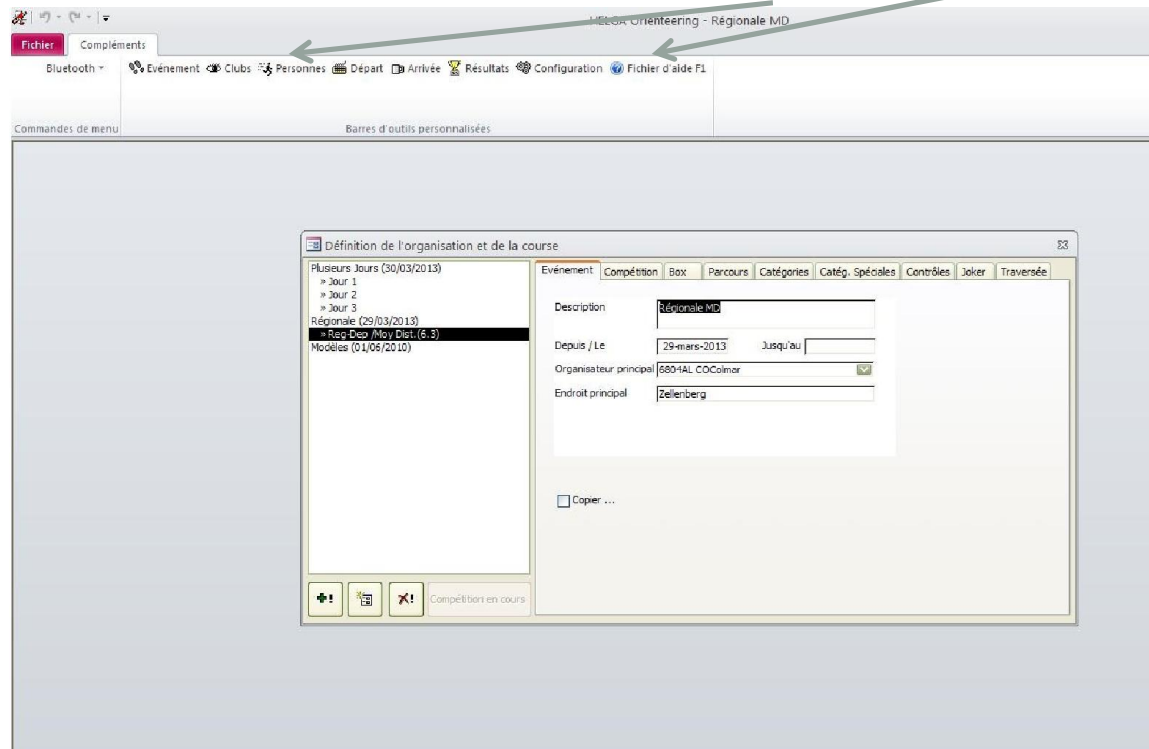 Orienteering - Régionale MD
Fichier Compléments
Bluetooth Evénement Clubs Personnes Départ Arrivée Résultats Configuration Fichier d'aide F1
Commandes de menu Barres d'outils personnalisées
Définition de l'organisation et de la course
Plusieurs Jours (30/03/2013)
» Jour 1
» Jour 2
» Jour 3
Régionale (29/03/2013)
» Reg-Dep /Moy Dist.(6.3)
Modèles (01/06/2010)
Evénement Compétition Box Parcours Catégories Catég. Spéciales Contrôles Joker Traversée
Description Régionale MD
Depuis / Le 29-mars-2013 Jusqu'au
Organisateur principal 6804AL COColmar
Endroit principal Zellenberg
Copier ...
Compétition en cours